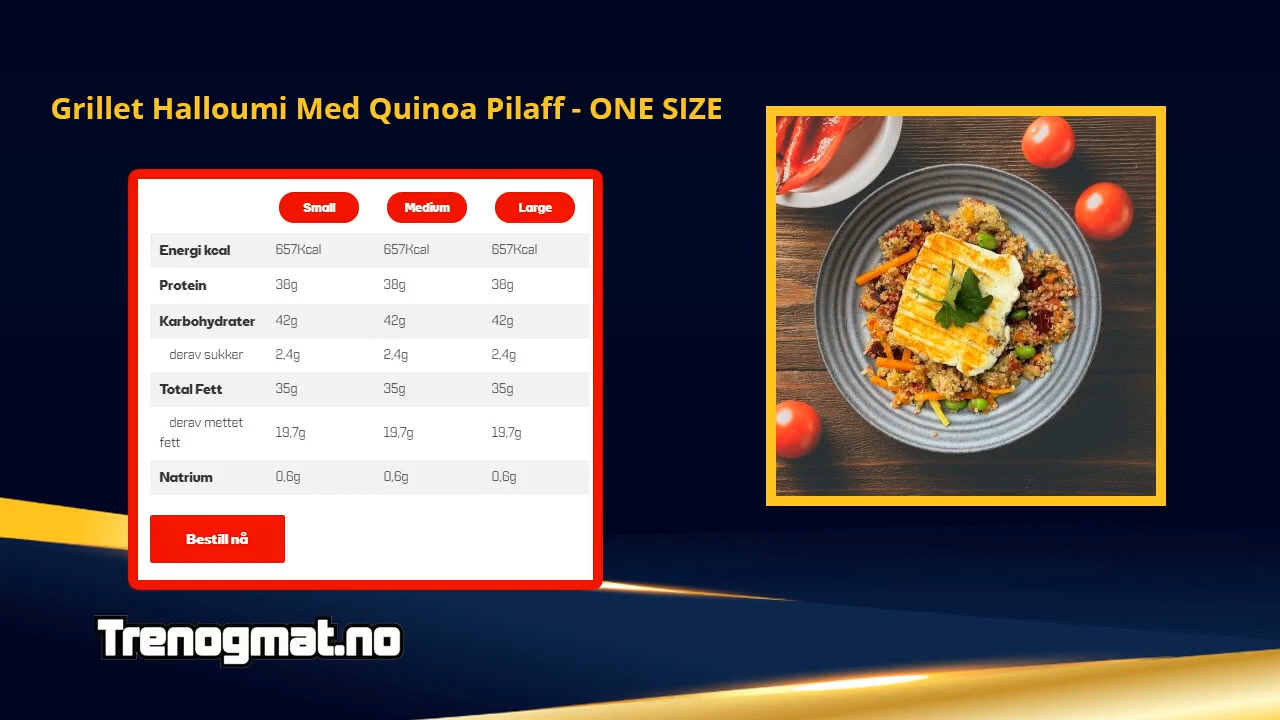 Grillet Halloumi Med Quinoa Pilaff - ONE SIZE
Small Medium Large
Energi kcal 657Kcal 657Kcal 657Kcal
Protein 38g 38g 38g
Karbohydrater 42g 42g 42g
derav sukker 2,4g 2,4g 2,4g
Total Fett 35g 35g 35g
derav mettet
fett 19,7g 19,7g 19,7g
Natrium 0,6g 0,6g 0,6g
Bestill nå
Trenogmat.no